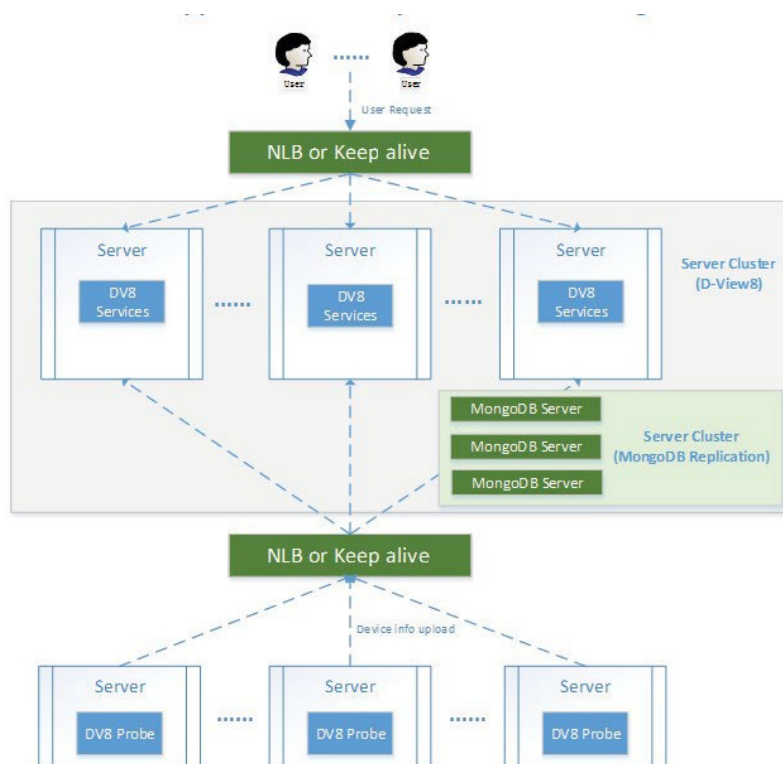 User
User
User Request
NLB or Keep alive
Server
Server
Server
DV8
Services
DV8
Services
DV8
Services
Server Cluster
(D-View8)
MongoDB Server
MongoDB Server
MongoDB Server
Server Cluster
(MongoDB Replication)
NLB or Keep alive
Device info upload
Server
Server
Server
DV8 Probe
DV8 Probe
DV8 Probe